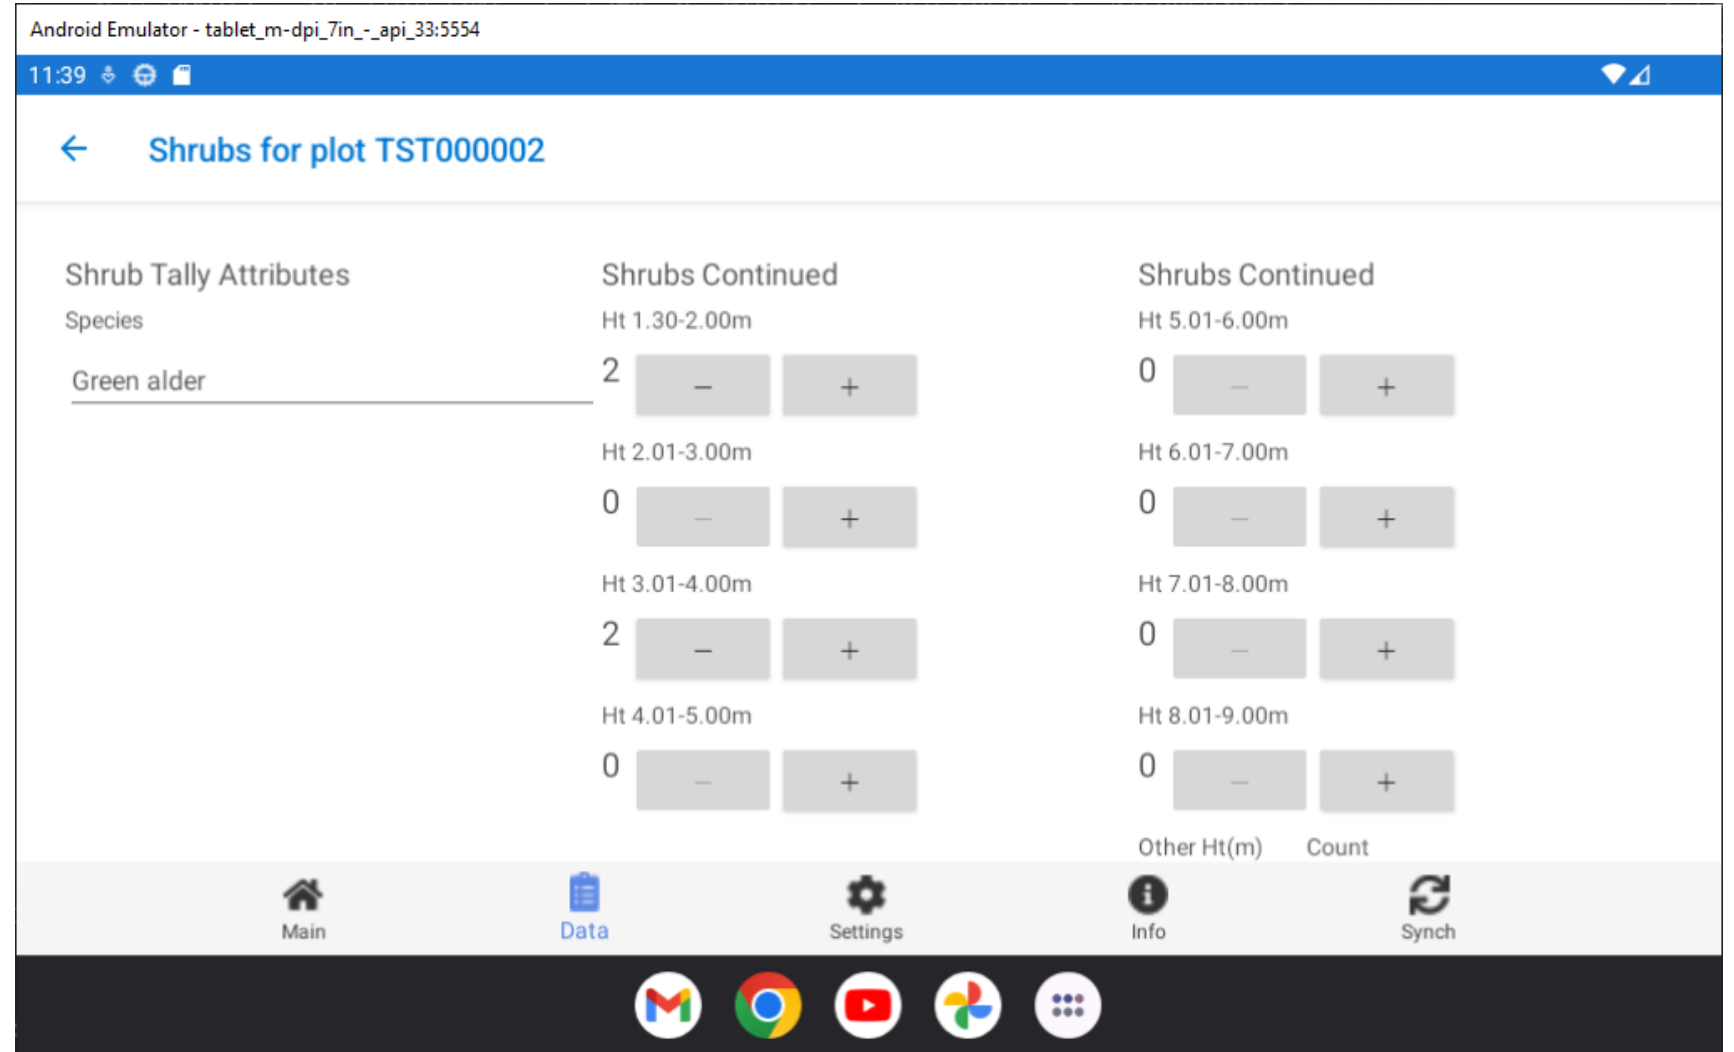 Android Emulator - tablet_m-dpi_7in_-_api_33:5554
11:39
Shrubs for plot TST000002
Shrub Tally Attributes
Species
Green alder
Shrubs Continued
Ht 1.30-2.00m
2 − +
Ht 2.01-3.00m
0 − +
Ht 3.01-4.00m
2 − +
Ht 4.01-5.00m
0 − +
Shrubs Continued
Ht 5.01-6.00m
0 − +
Ht 6.01-7.00m
0 − +
Ht 7.01-8.00m
0 − +
Ht 8.01-9.00m
0 − +
Other Ht(m) Count
Main
Data
Settings
Info
Synch